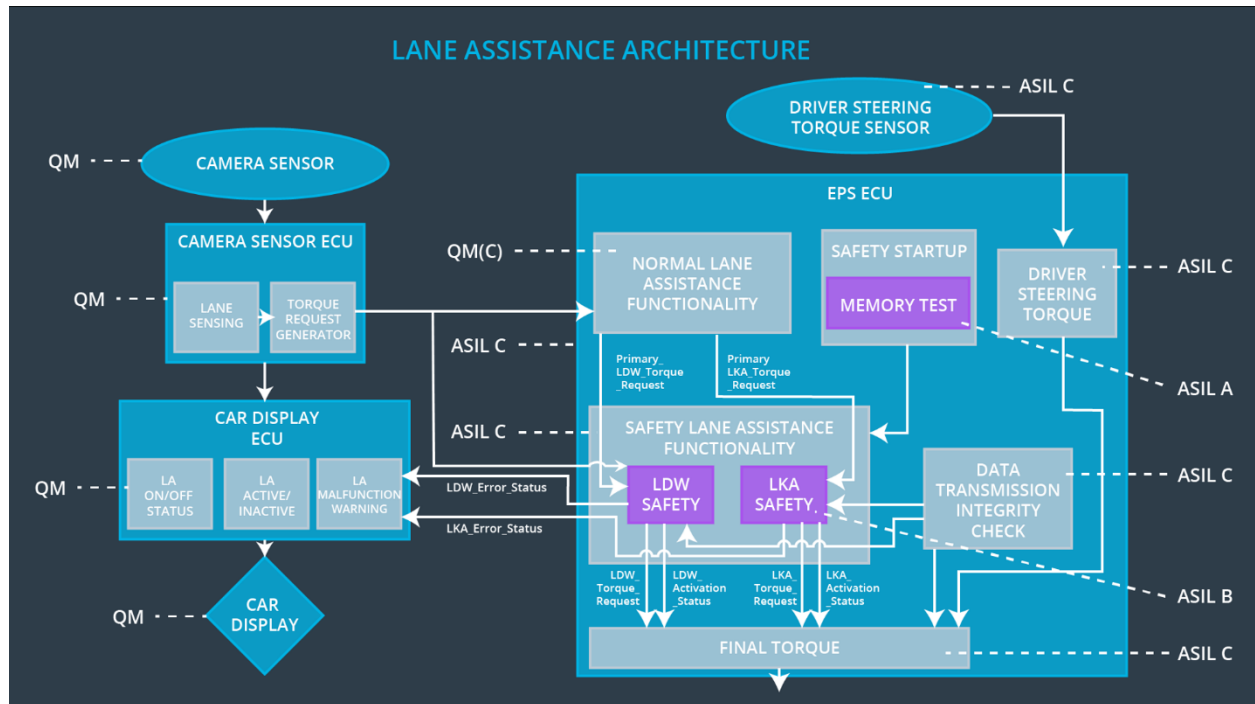 LANE ASSISTANCE ARCHITECTURE
ASIL C
DRIVER STEERING
TORQUE SENSOR
QM
CAMERA SENSOR
EPS ECU
CAMERA SENSOR ECU
QM
LANE
SENSING
TORQUE
REQUEST
GENERATOR
QM(C)
NORMAL LANE
ASSISTANCE
FUNCTIONALITY
SAFETY STARTUP
MEMORY TEST
DRIVER
STEERING
TORQUE
ASIL C
ASIL C
Primary_
LDW_Torque
_Request
Primary
LKA_Torque
_Request
ASIL A
CAR DISPLAY
ECU
QM
LA
ON/OFF
STATUS
LA
ACTIVE/
INACTIVE
LA
MALFUNCTION
WARNING
ASIL C
SAFETY LANE ASSISTANCE
FUNCTIONALITY
LDW_Error_Status
LKA_Error_Status
LDW
SAFETY
LKA
SAFETY
DATA
TRANSMISSION
INTEGRITY
CHECK
ASIL C
LDW_
Torque_
Request
LDW_
Activation
_Status
LKA_
Torque_
Request
LKA_
Activation
_Status
ASIL B
QM
CAR
DISPLAY
FINAL TORQUE
ASIL C